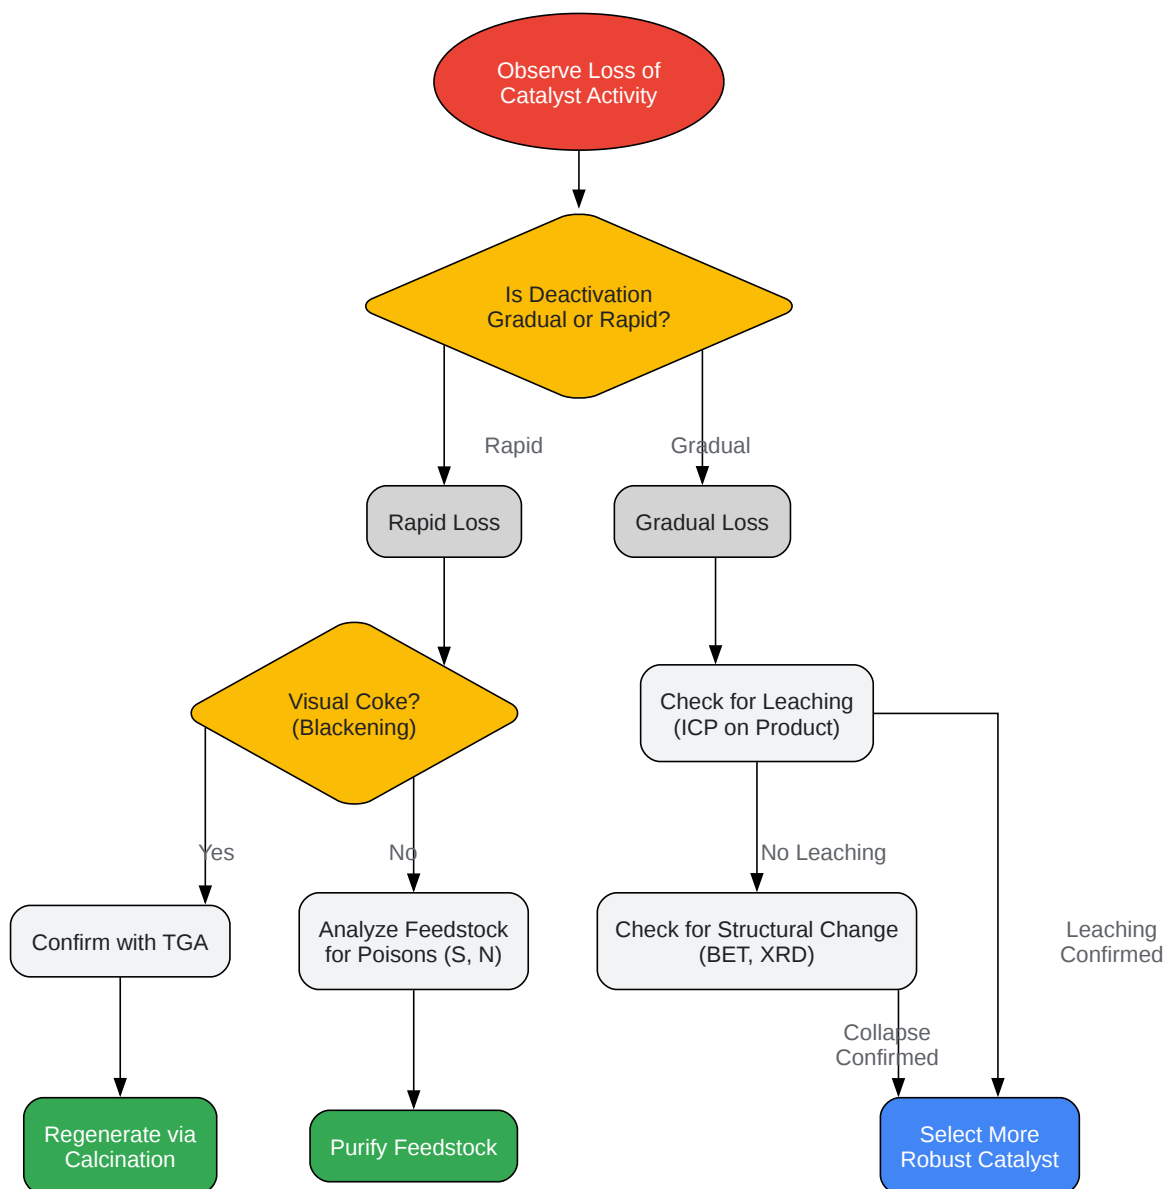 Observe Loss of
Catalyst Activity
Is Deactivation
Gradual or Rapid?
Rapid
Gradual
Rapid Loss
Gradual Loss
Visual Coke?
(Blackening)
Check for Leaching
(ICP on Product)
Yes
No
No Leaching
Confirm with TGA
Analyze Feedstock
for Poisons (S, N)
Check for Structural Change
(BET, XRD)
Leaching
Confirmed
Collapse
Confirmed
Regenerate via
Calcination
Purify Feedstock
Select More
Robust Catalyst